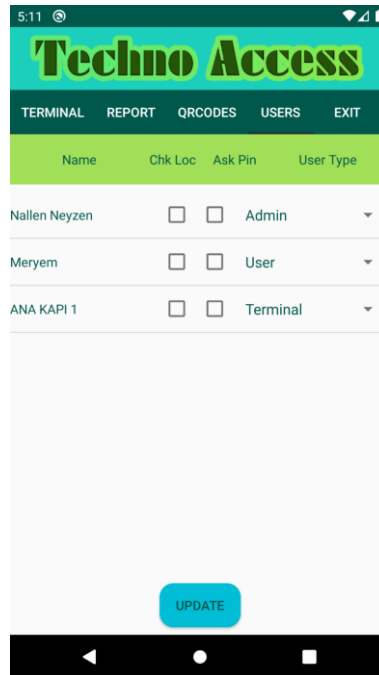 5:11
Techno Access
TERMINAL REPORT QRCODES USERS EXIT
Name Chk Loc Ask Pin User Type
Nallen Neyzen Admin
Meryem User
ANA KAPI 1 Terminal
UPDATE